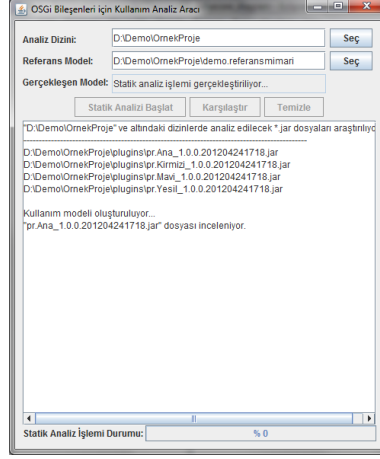 OSGi Bileşenleri için Kullanım Analiz Aracı
Analiz Dizini: D:\Demo\OrnekProje Seç
Referans Model: D:\Demo\OrnekProje\demo.referansmimari Seç
Gerçekleşen Model: Statik analiz işlemi gerçekleştiriliyor...
Statik Analizi Başlat Karşılaştır Temizle
"D:\Demo\OrnekProje" ve altındaki dizinlerde analiz edilecek *.jar dosyaları araştırılıyo
D:\Demo\OrnekProje\plugins\pr.Ana_1.0.0.201204241718.jar
D:\Demo\OrnekProje\plugins\pr.Kirmizi_1.0.0.201204241718.jar
D:\Demo\OrnekProje\plugins\pr.Mavi_1.0.0.201204241718.jar
D:\Demo\OrnekProje\plugins\pr.Yesil_1.0.0.201204241718.jar
Kullanım modeli oluşturuluyor...
"pr.Ana_1.0.0.201204241718.jar" dosyası inceleniyor.
Statik Analiz İşlemi Durumu: % 0